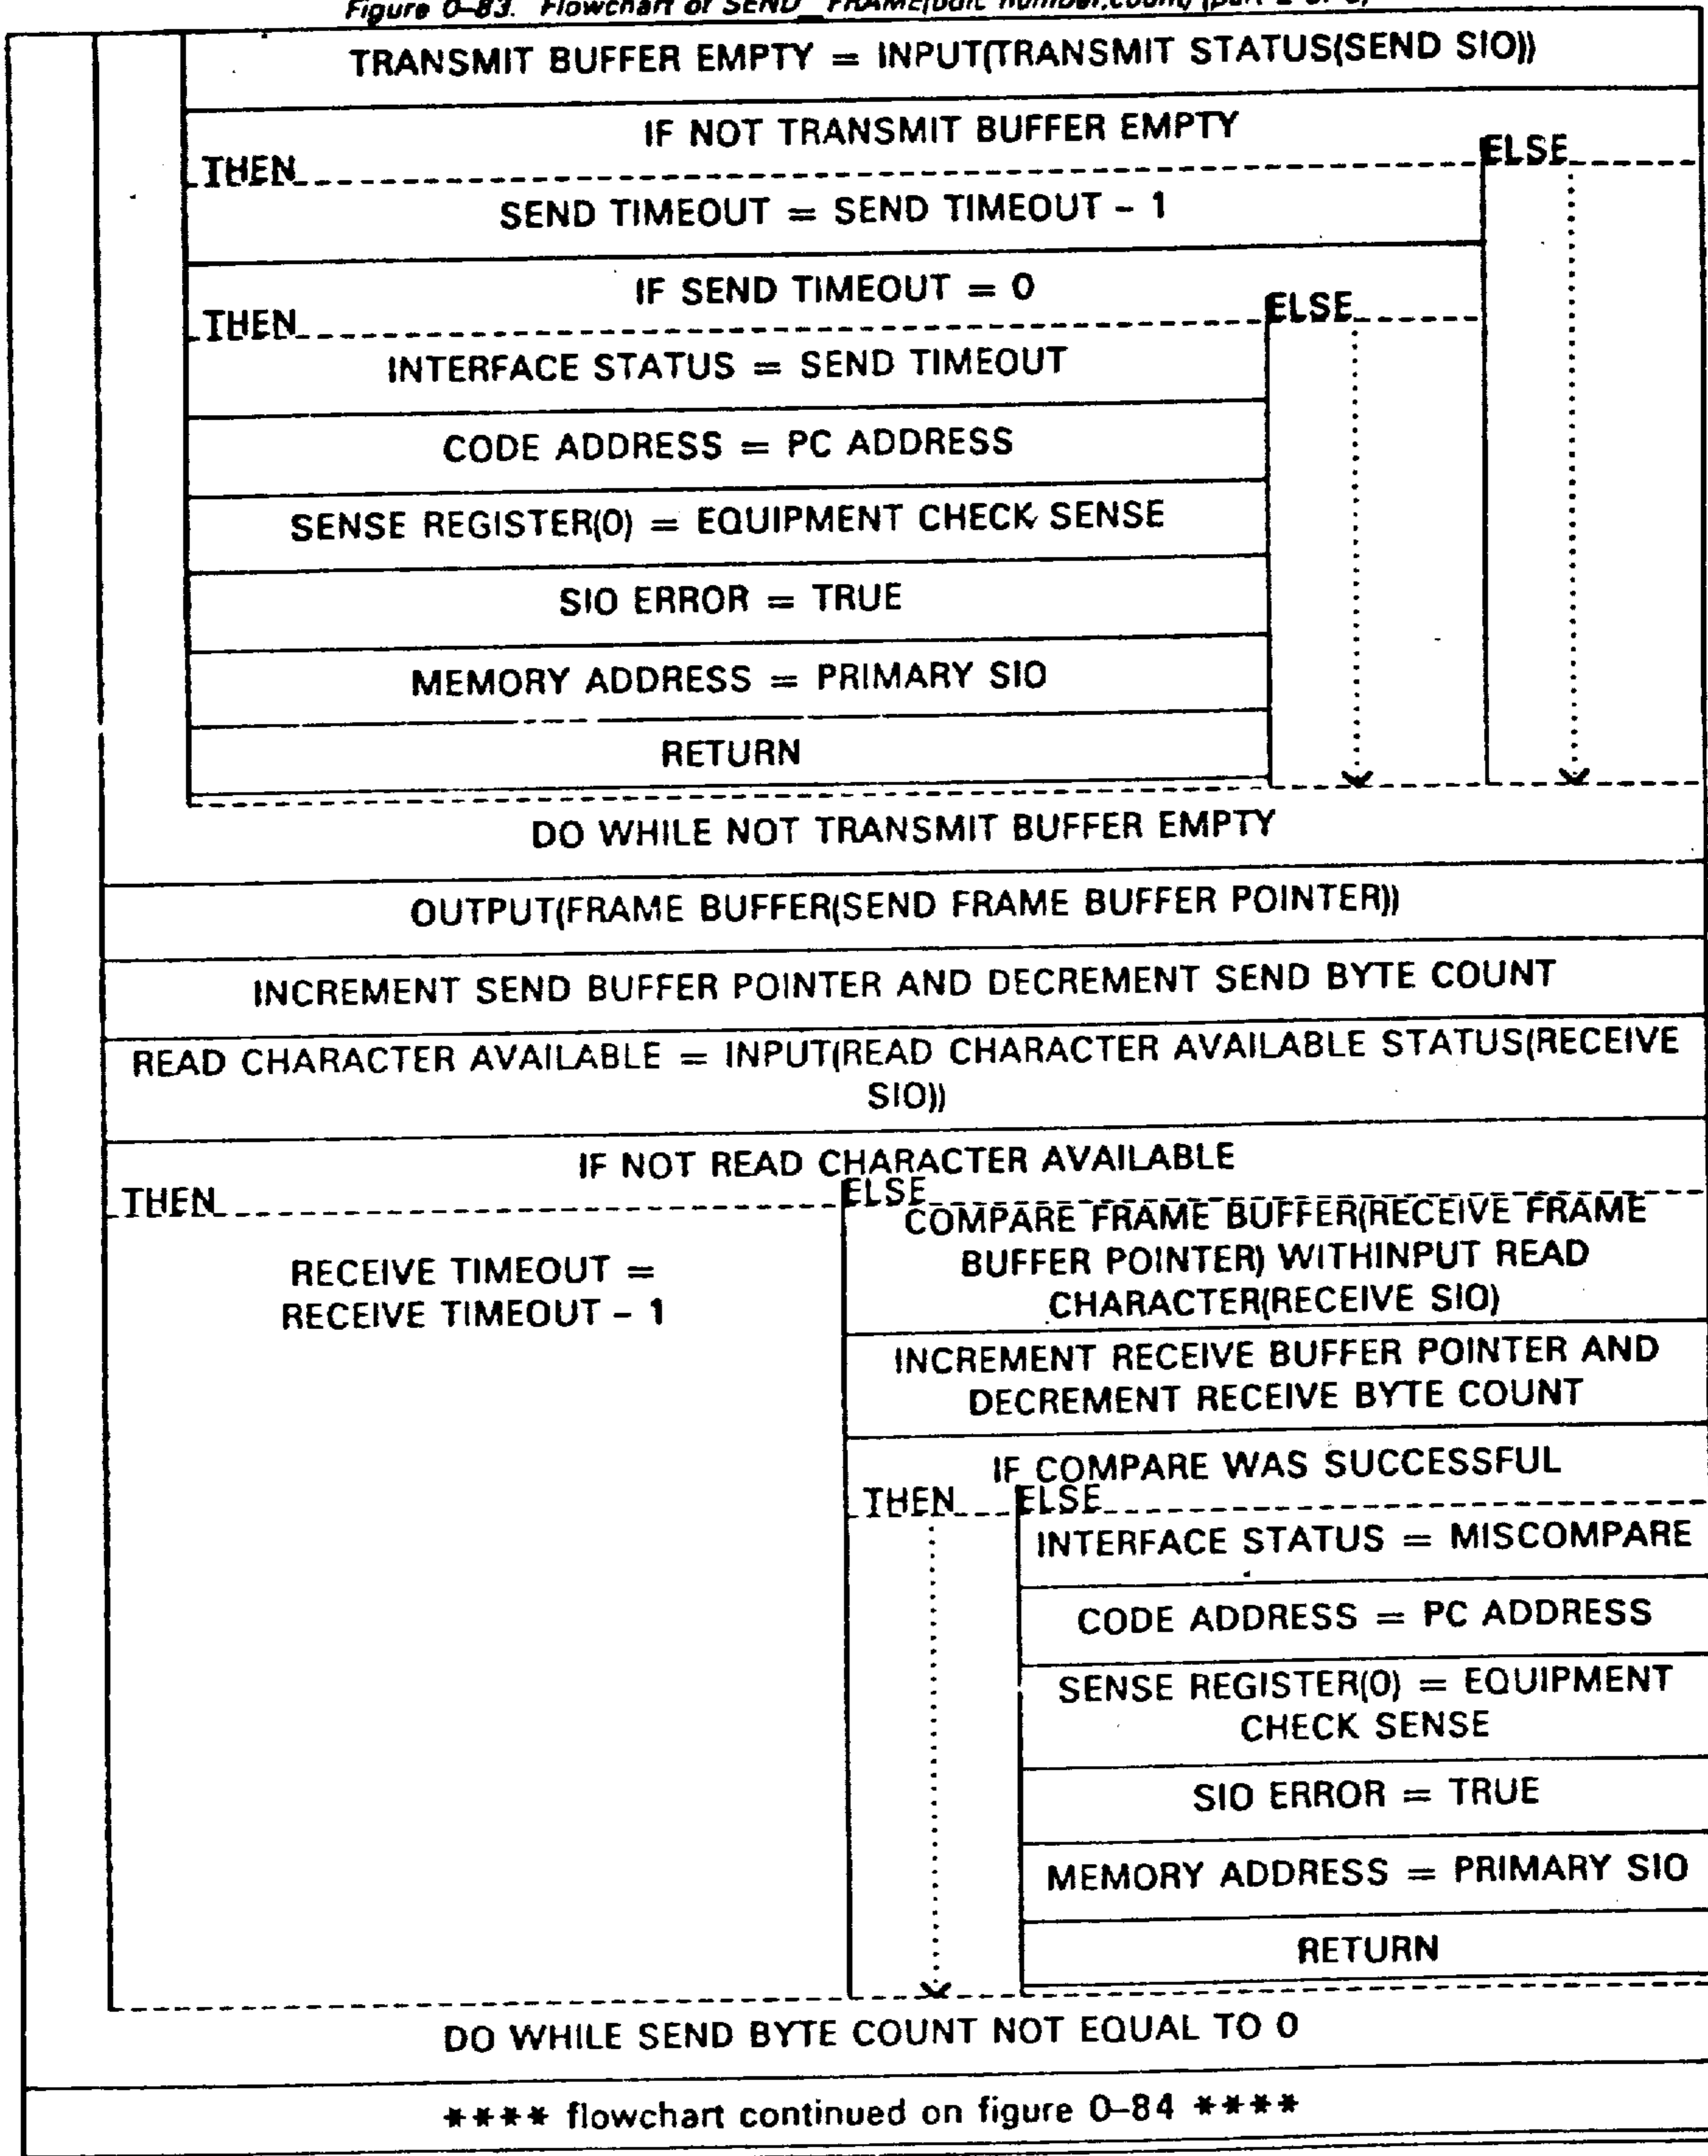 Figure 0-83. Flowchart of SEND_FRAME(
TRANSMIT BUFFER EMPTY = INPUT(TRANSMIT STATUS(SEND SIO))
IF NOT TRANSMIT BUFFER EMPTY
THEN
ELSE
SEND TIMEOUT = SEND TIMEOUT - 1
IF SEND TIMEOUT = 0
THEN
ELSE
INTERFACE STATUS = SEND TIMEOUT
CODE ADDRESS = PC ADDRESS
SENSE REGISTER(0) = EQUIPMENT CHECK SENSE
SIO ERROR = TRUE
MEMORY ADDRESS = PRIMARY SIO
RETURN
DO WHILE NOT TRANSMIT BUFFER EMPTY
OUTPUT(FRAME BUFFER(SEND FRAME BUFFER POINTER))
INCREMENT SEND BUFFER POINTER AND DECREMENT SEND BYTE COUNT
READ CHARACTER AVAILABLE = INPUT(READ CHARACTER AVAILABLE STATUS(RECEIVE
SIO))
IF NOT READ CHARACTER AVAILABLE
THEN
ELSE
RECEIVE TIMEOUT =
RECEIVE TIMEOUT - 1
COMPARE FRAME BUFFER(RECEIVE FRAME
BUFFER POINTER) WITHINPUT READ
CHARACTER(RECEIVE SIO)
INCREMENT RECEIVE BUFFER POINTER AND
DECREMENT RECEIVE BYTE COUNT
IF COMPARE WAS SUCCESSFUL
THEN
ELSE
INTERFACE STATUS = MISCOMPARE
CODE ADDRESS = PC ADDRESS
SENSE REGISTER(0) = EQUIPMENT
CHECK SENSE
SIO ERROR = TRUE
MEMORY ADDRESS = PRIMARY SIO
RETURN
DO WHILE SEND BYTE COUNT NOT EQUAL TO 0
**** flowchart continued on figure 0-84 ****